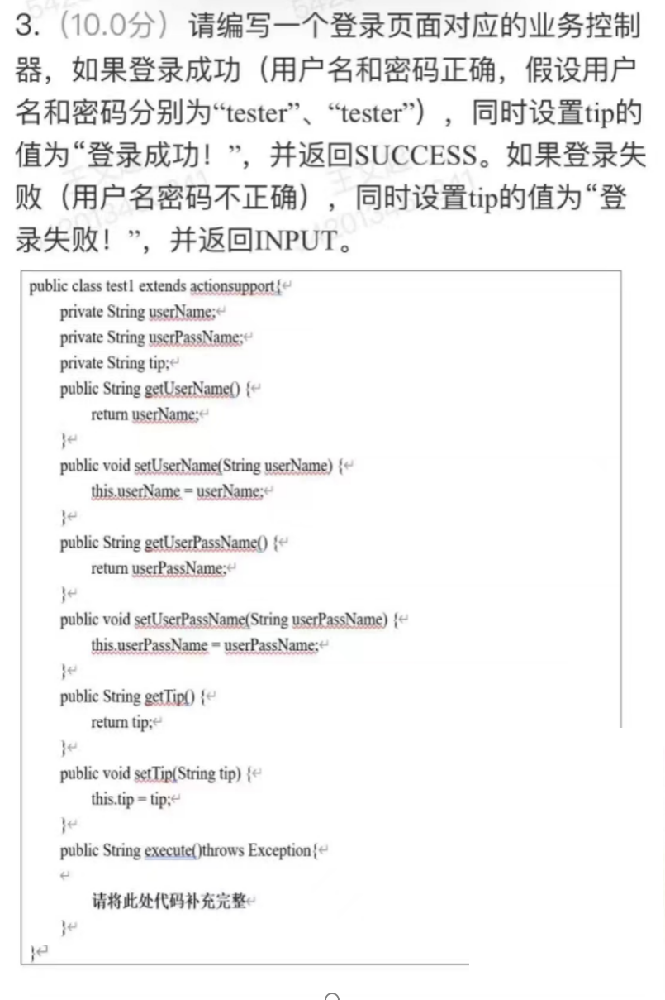 3.（10.0分）请编写一个登录页面对应的业务控制
器，如果登录成功（用户名和密码正确，假设用户
名和密码分别为“tester”、“tester”），同时设置tip的
值为“登录成功！”，并返回SUCCESS。如果登录失
败（用户名密码不正确），同时设置tip的值为“登
录失败！”，并返回INPUT。
public class test1 extends actionsupport{
private String userName;
private String userPassName;
private String tip;
public String getUserName() {
return userName;
}
public void setUserName(String userName) {
this.userName = userName;
}
public String getUserPassName() {
return userPassName;
}
public void setUserPassName(String userPassName) {
this.userPassName = userPassName;
}
public String getTip() {
return tip;
}
public void setTip(String tip) {
this.tip = tip;
}
public String execute()throws Exception{
请将此处代码补充完整
}
}